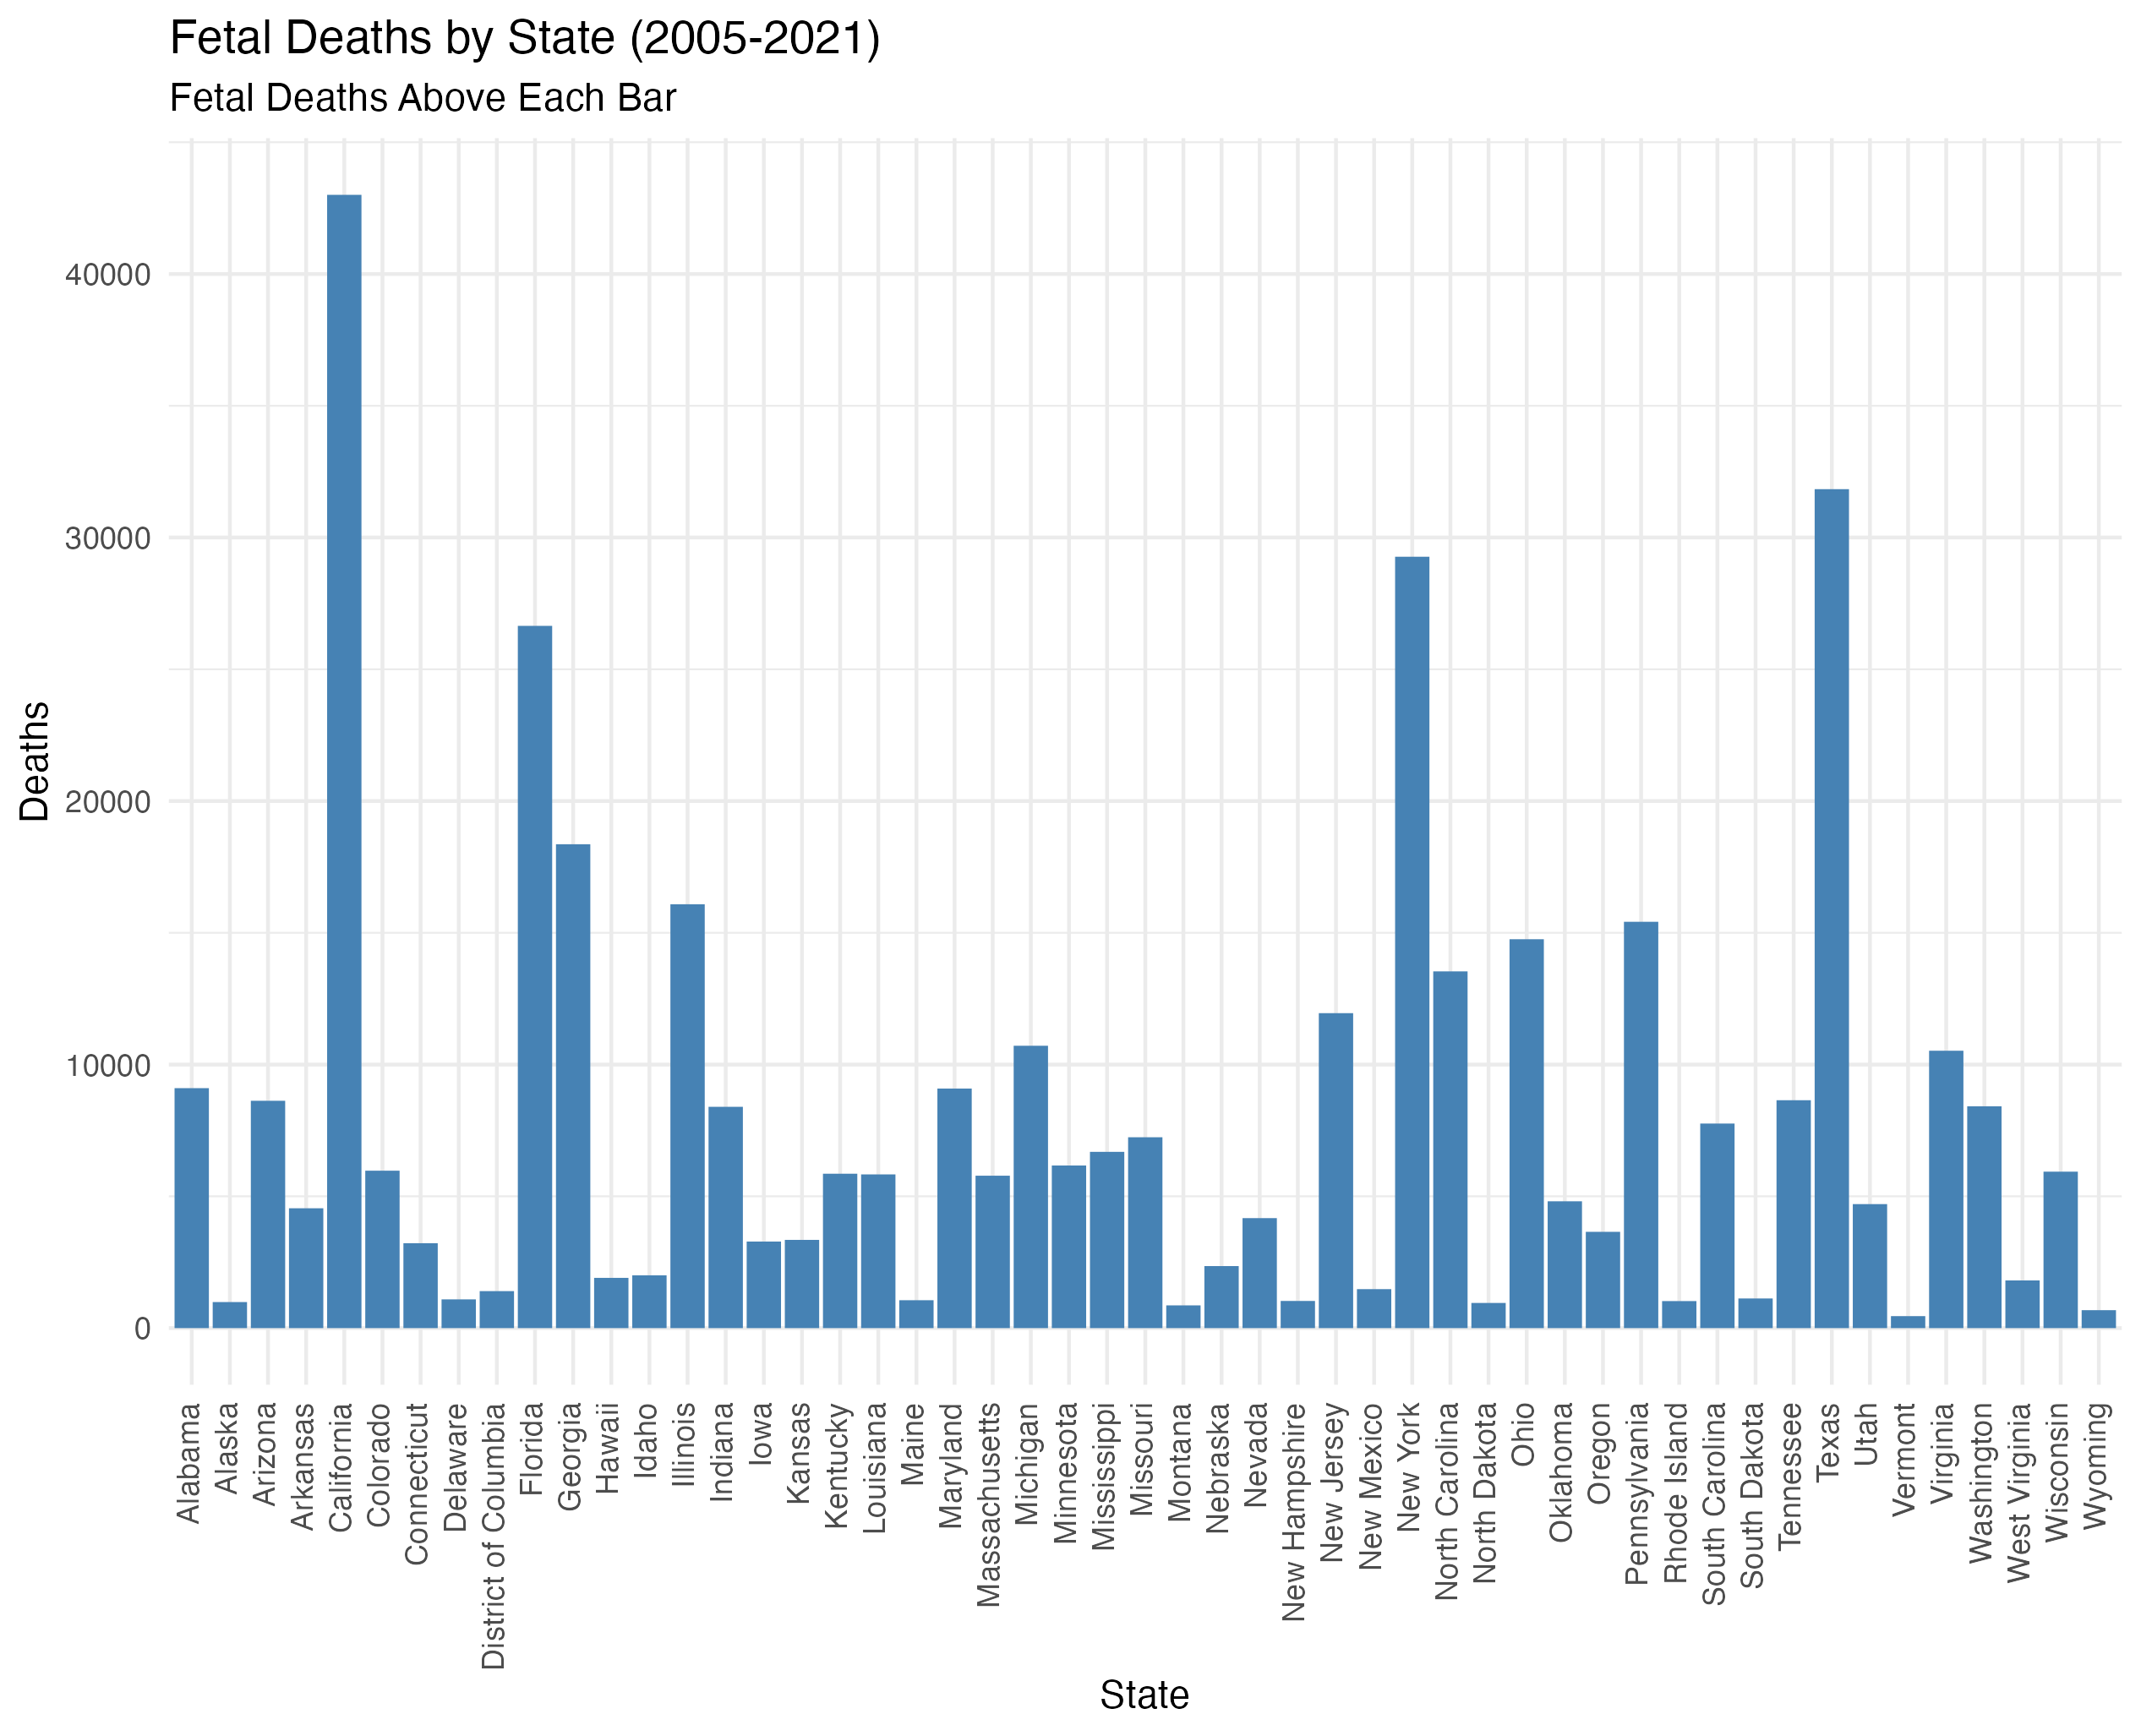 Fetal Deaths by State (2005-2021)
Fetal Deaths Above Each Bar
Deaths
40000
30000
20000
10000
0
Alabama
Alaska
Arizona
Arkansas
California
Colorado
Connecticut
Delaware
District of Columbia
Florida
Georgia
Hawaii
Idaho
Illinois
Indiana
Iowa
Kansas
Kentucky
Louisiana
Maine
Maryland
Massachusetts
Michigan
Minnesota
Mississippi
Missouri
Montana
Nebraska
Nevada
New Hampshire
New Jersey
New Mexico
New York
North Carolina
North Dakota
Ohio
Oklahoma
Oregon
Pennsylvania
Rhode Island
South Carolina
South Dakota
Tennessee
Texas
Utah
Vermont
Virginia
Washington
West Virginia
Wisconsin
Wyoming
State